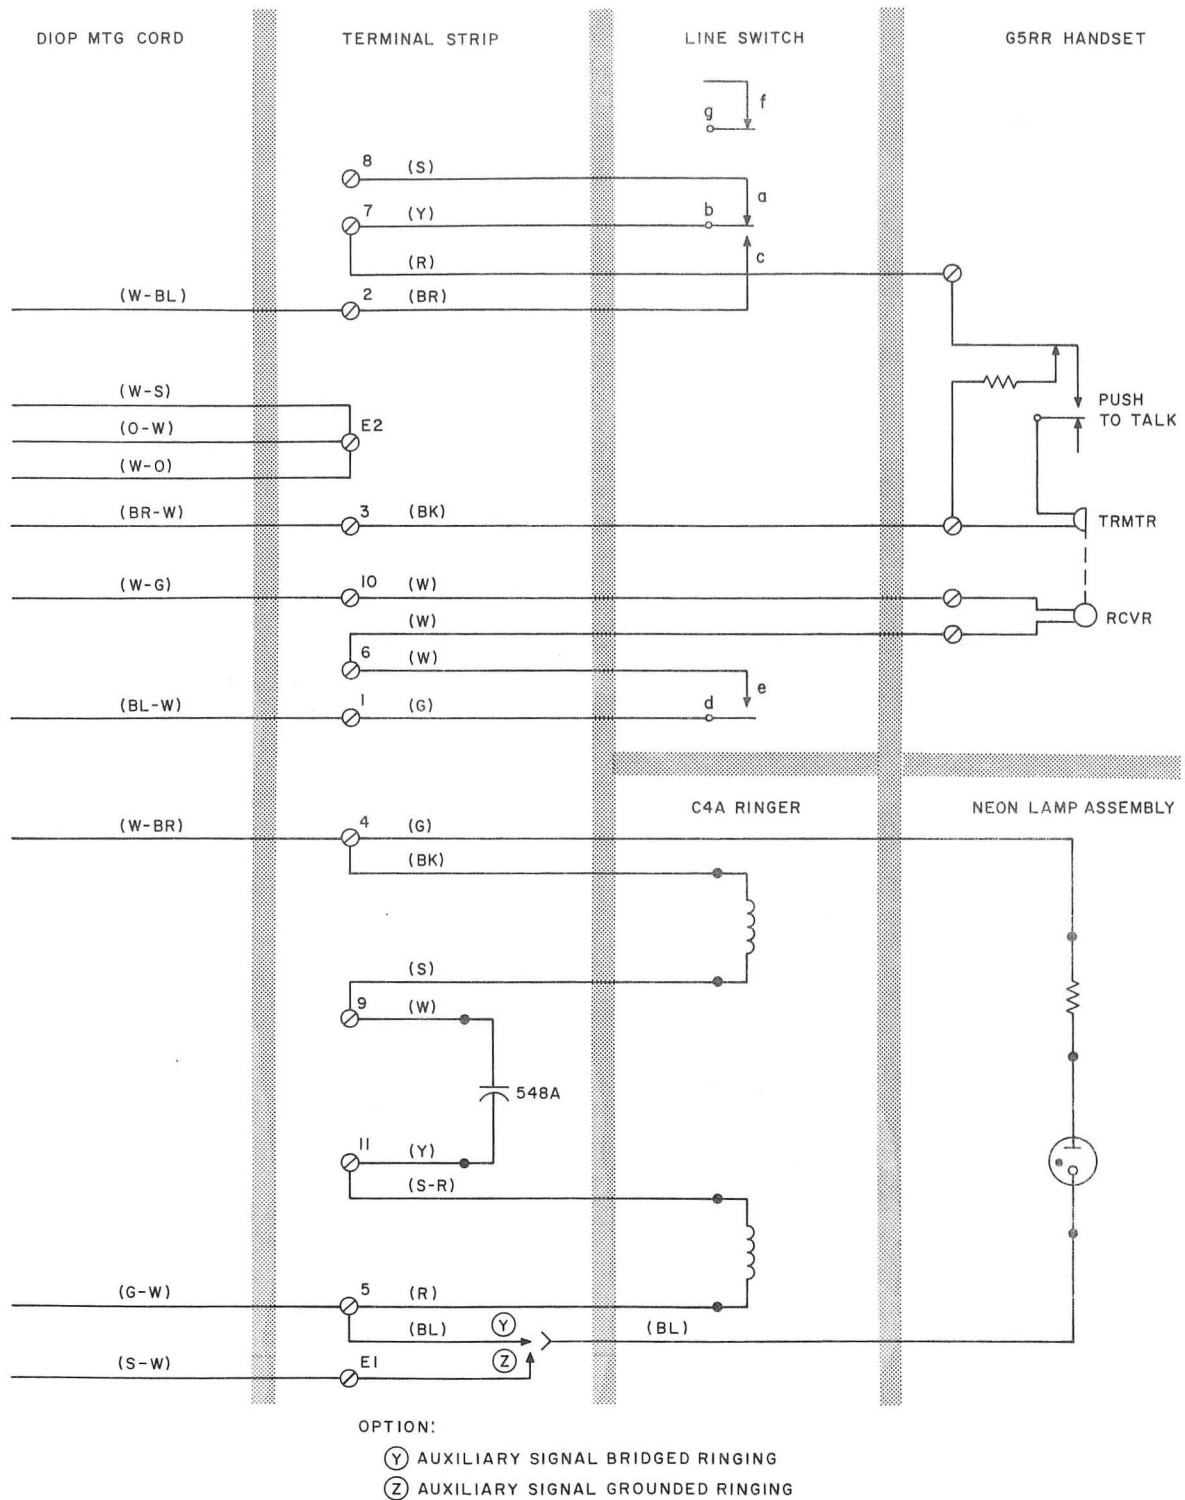 DIOP MTG CORD
TERMINAL STRIP
LINE SWITCH
G5RR HANDSET
f
g
8 (S)
a
7 (Y)
b
(R)
c
(W-BL)
2 (BR)
(W-S)
(O-W)
E2
(W-O)
PUSH
TO TALK
(BR-W)
3 (BK)
TRMTR
(W-G)
10 (W)
(W)
RCVR
6 (W)
e
(BL-W)
1 (G)
d
C4A RINGER
NEON LAMP ASSEMBLY
(W-BR)
4 (G)
(BK)
(S)
9 (W)
548A
11 (Y)
(S-R)
(G-W)
5 (R)
(BL) Y (BL)
(S-W)
E1
Z
OPTION:
Y AUXILIARY SIGNAL BRIDGED RINGING
Z AUXILIARY SIGNAL GROUNDED RINGING